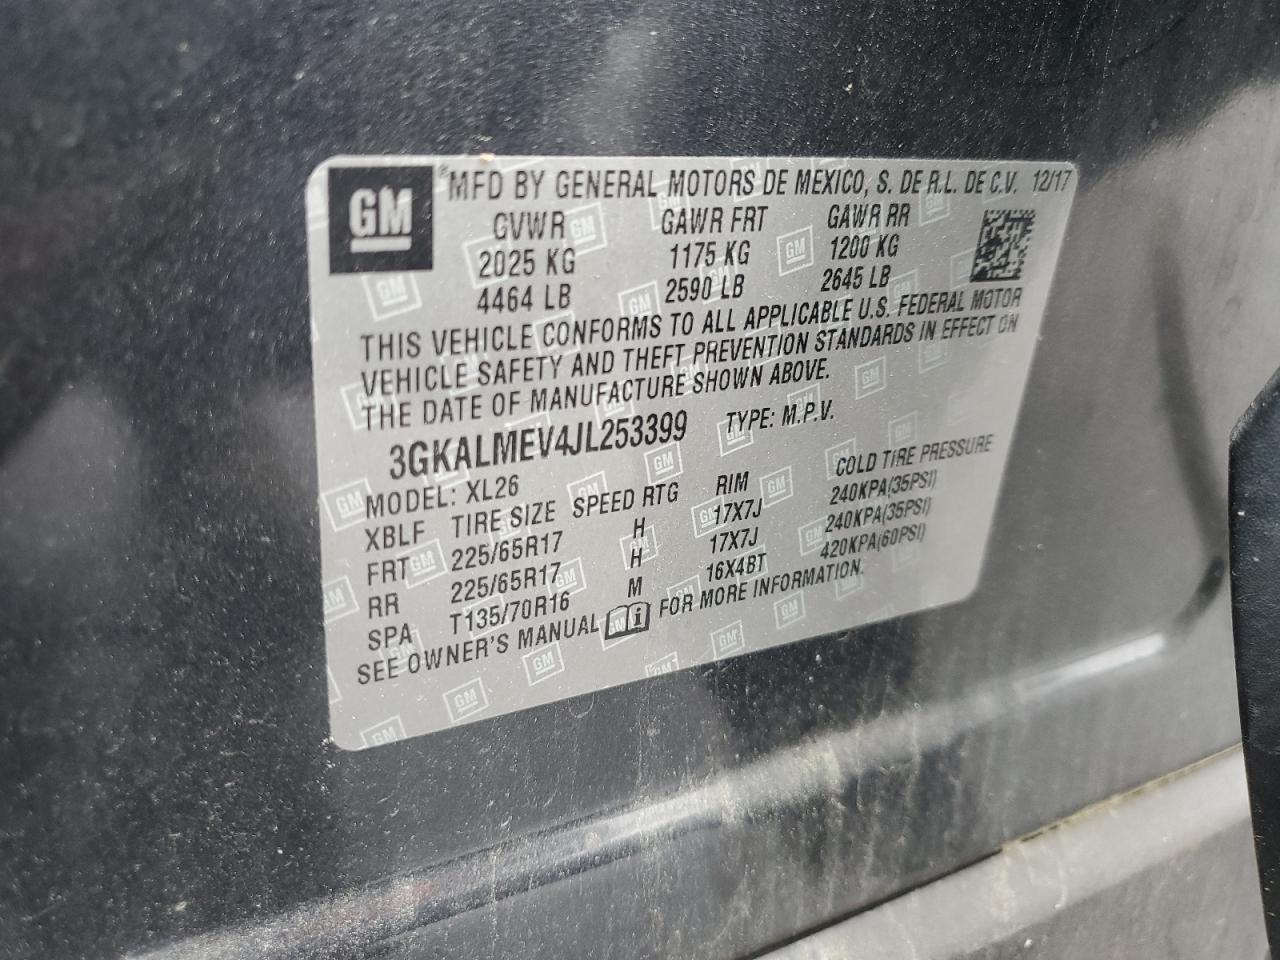 GM
*MFD BY GENERAL MOTORS DE MEXICO, S. DE R.L. DE C.V. 12/17
GVWR GAWR FRT GAWR RR
2025 KG 1175 KG 1200 KG
4464 LB 2590 LB 2645 LB
THIS VEHICLE CONFORMS TO ALL APPLICABLE U.S. FEDERAL MOTOR
VEHICLE SAFETY AND THEFT PREVENTION STANDARDS IN EFFECT ON
THE DATE OF MANUFACTURE SHOWN ABOVE.
3GKALMEV4JL253399 TYPE: M.P.V.
MODEL: XL26
XBLF TIRE SIZE SPEED RTG RIM COLD TIRE PRESSURE
FRT 225/65R17 H 17X7J 240KPA(35PSI)
RR 225/65R17 H 17X7J 240KPA(35PSI)
SPA T135/70R16 M 16X4BT 420KPA(60PSI)
SEE OWNER'S MANUAL FOR MORE INFORMATION.